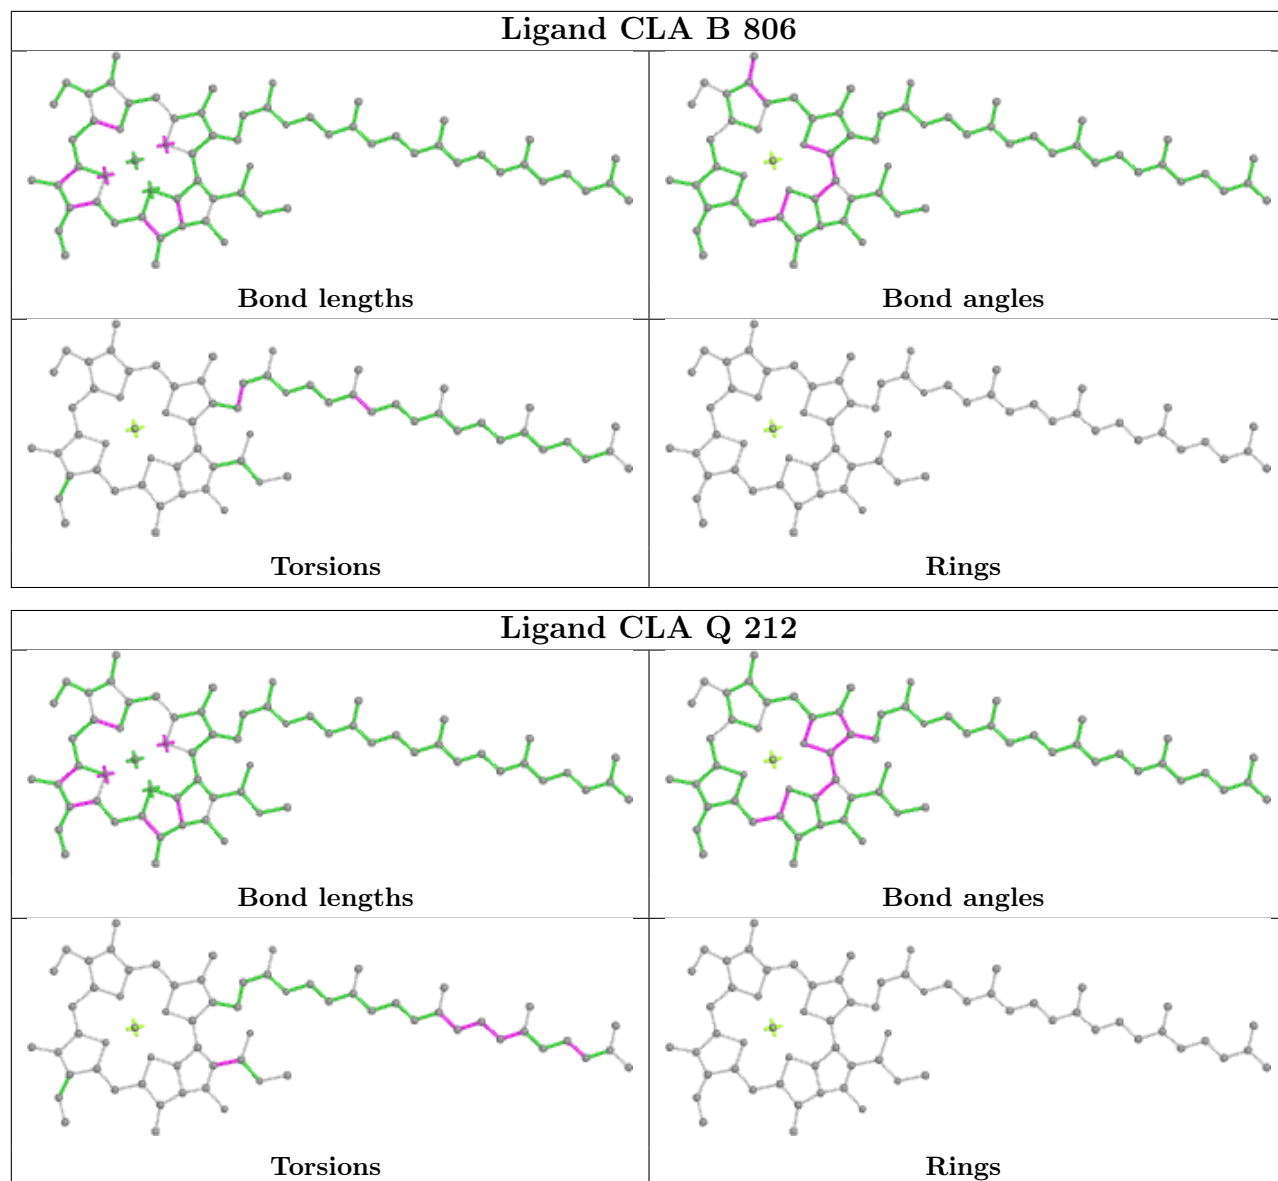 Ligand CLA B 806
Bond lengths
Bond angles
Torsions
Rings
Ligand CLA Q 212
Bond lengths
Bond angles
Torsions
Rings